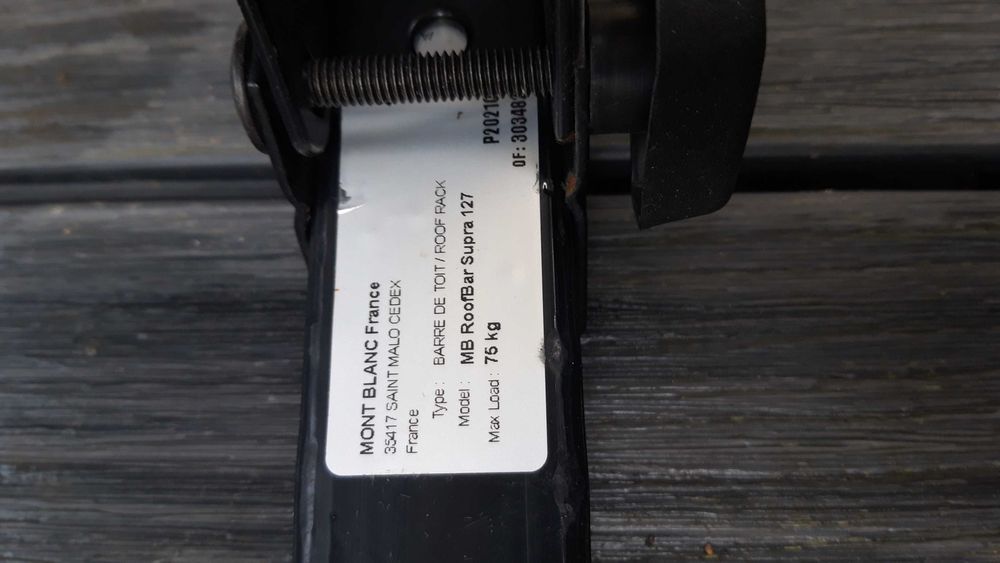 MONT BLANC France
35417 SAINT MALO CEDEX
France
Type : BARRE DE TOIT / ROOF RACK
Model : MB RoofBar Supra 127
Max Load : 75 kg
OF: